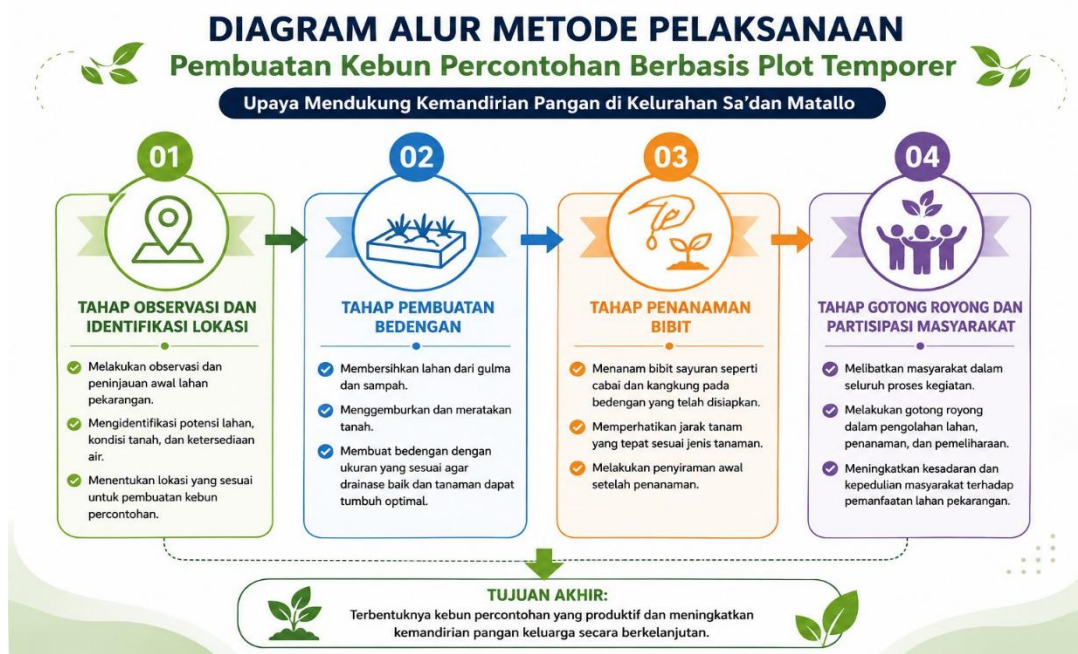 DIAGRAM ALUR METODE PELAKSANAAN
Pembuatan Kebun Percontohan Berbasis Plot Temporer
Upaya Mendukung Kemandirian Pangan di Kelurahan Sa'dan Matallo
01
TAHAP OBSERVASI DAN
IDENTIFIKASI LOKASI
Melakukan observasi dan
peninjauan awal lahan
pekarangan.
Mengidentifikasi potensi lahan,
kondisi tanah, dan ketersediaan
air.
Menentukan lokasi yang sesuai
untuk pembuatan kebun
percontohan.
02
TAHAP PEMBUATAN
BEDENGAN
Membersihkan lahan dari gulma
dan sampah.
Menggemburkan dan meratakan
tanah.
Membuat bedengan dengan
ukuran yang sesuai agar
drainase baik dan tanaman dapat
tumbuh optimal.
03
TAHAP PENANAMAN
BIBIT
Menanam bibit sayuran seperti
cabai dan kangkung pada
bedengan yang telah disiapkan.
Memperhatikan jarak tanam
yang tepat sesuai jenis tanaman.
Melakukan penyiraman awal
setelah penanaman.
04
TAHAP GOTONG ROYONG DAN
PARTISIPASI MASYARAKAT
Melibatkan masyarakat dalam
seluruh proses kegiatan.
Melakukan gotong royong
dalam pengolahan lahan,
penanaman, dan pemeliharaan.
Meningkatkan kesadaran dan
kepedulian masyarakat terhadap
pemanfaatan lahan pekarangan.
TUJUAN AKHIR:
Terbentuknya kebun percontohan yang produktif dan meningkatkan
kemandirian pangan keluarga secara berkelanjutan.